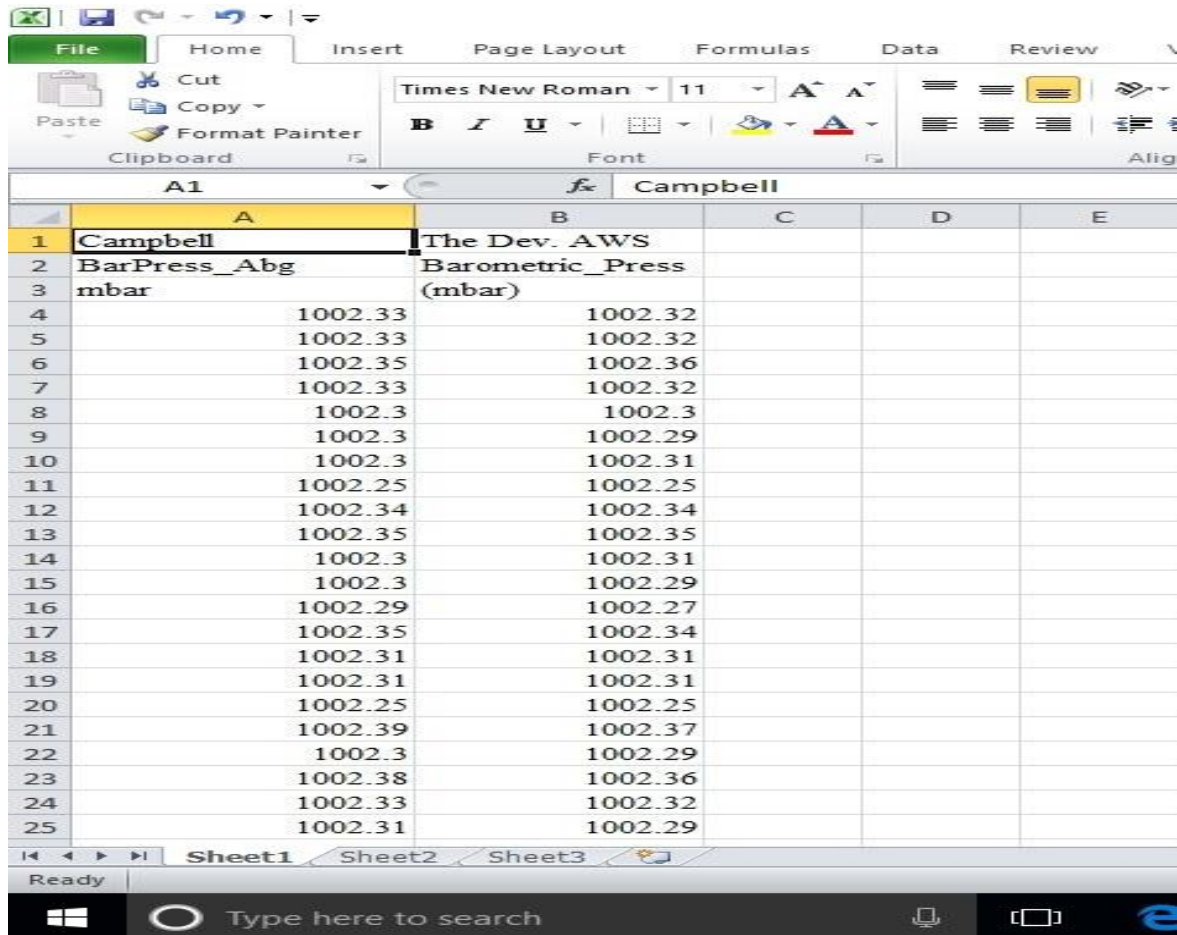 File Home Insert Page Layout Formulas Data Review
Cut
Copy
Paste
Format Painter
Times New Roman 11 A A
B I U A
Clipboard Font Alig
A1 fx Campbell
A B C D E
1 Campbell The Dev. AWS
2 BarPress_Abg Barometric_Press
3 mbar (mbar)
4 1002.33 1002.32
5 1002.33 1002.32
6 1002.35 1002.36
7 1002.33 1002.32
8 1002.3 1002.3
9 1002.3 1002.29
10 1002.3 1002.31
11 1002.25 1002.25
12 1002.34 1002.34
13 1002.35 1002.35
14 1002.3 1002.31
15 1002.3 1002.29
16 1002.29 1002.27
17 1002.35 1002.34
18 1002.31 1002.31
19 1002.31 1002.31
20 1002.25 1002.25
21 1002.39 1002.37
22 1002.3 1002.29
23 1002.38 1002.36
24 1002.33 1002.32
25 1002.31 1002.29
Sheet1 Sheet2 Sheet3
Ready
Type here to search